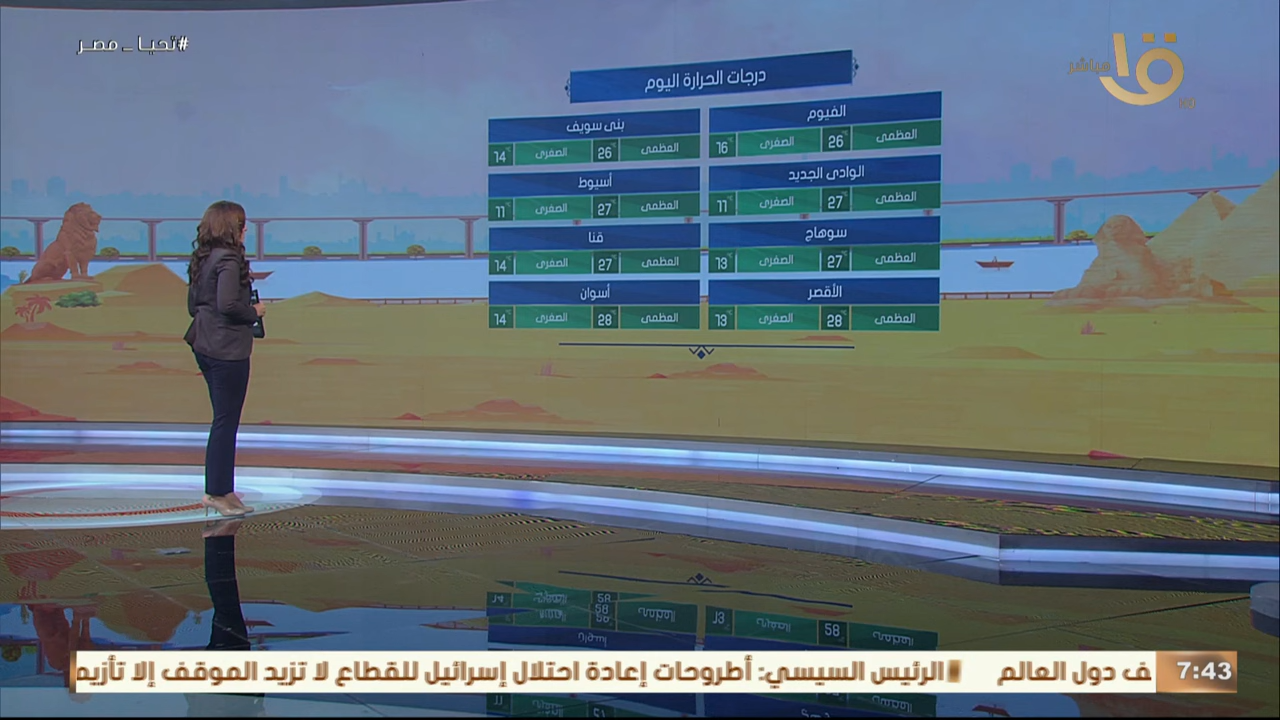 #تحيا_مصر
مباشر
درجات الحرارة اليوم
الفيوم
العظمى 26 الصغرى 16
بنى سويف
العظمى 26 الصغرى 14
الوادى الجديد
العظمى 27 الصغرى 11
أسيوط
العظمى 27 الصغرى 11
سوهاج
العظمى 27 الصغرى 13
قنا
العظمى 27 الصغرى 14
الأقصر
العظمى 28 الصغرى 13
أسوان
العظمى 28 الصغرى 14
7:43 ف دول العالم الرئيس السيسي: أطروحات إعادة احتلال إسرائيل للقطاع لا تزيد الموقف إلا تأزيم